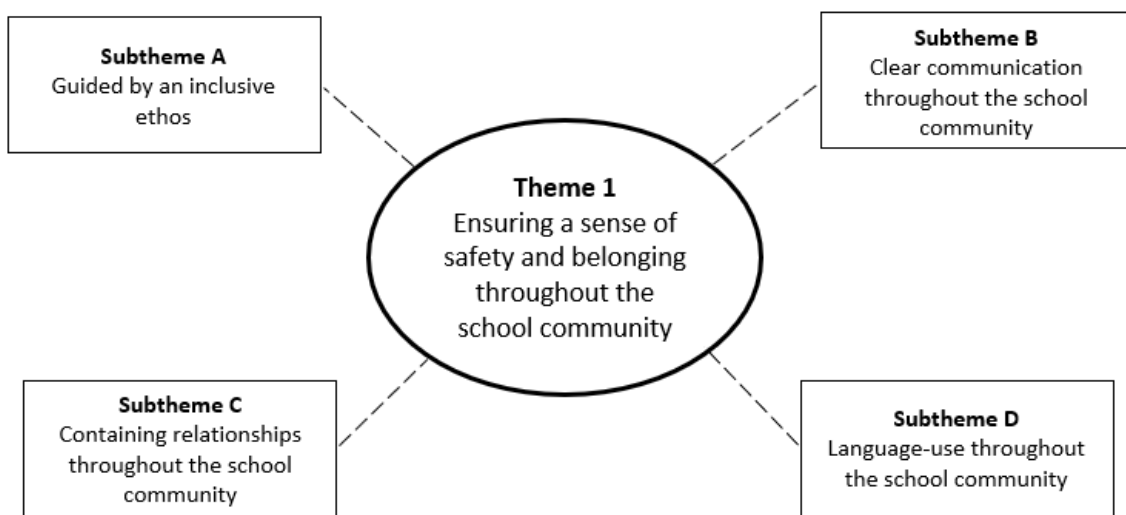 Subtheme A
Guided by an inclusive
ethos
Subtheme B
Clear communication
throughout the school
community
Theme 1
Ensuring a sense of
safety and belonging
throughout the
school community
Subtheme C
Containing relationships
throughout the school
community
Subtheme D
Language-use throughout
the school community